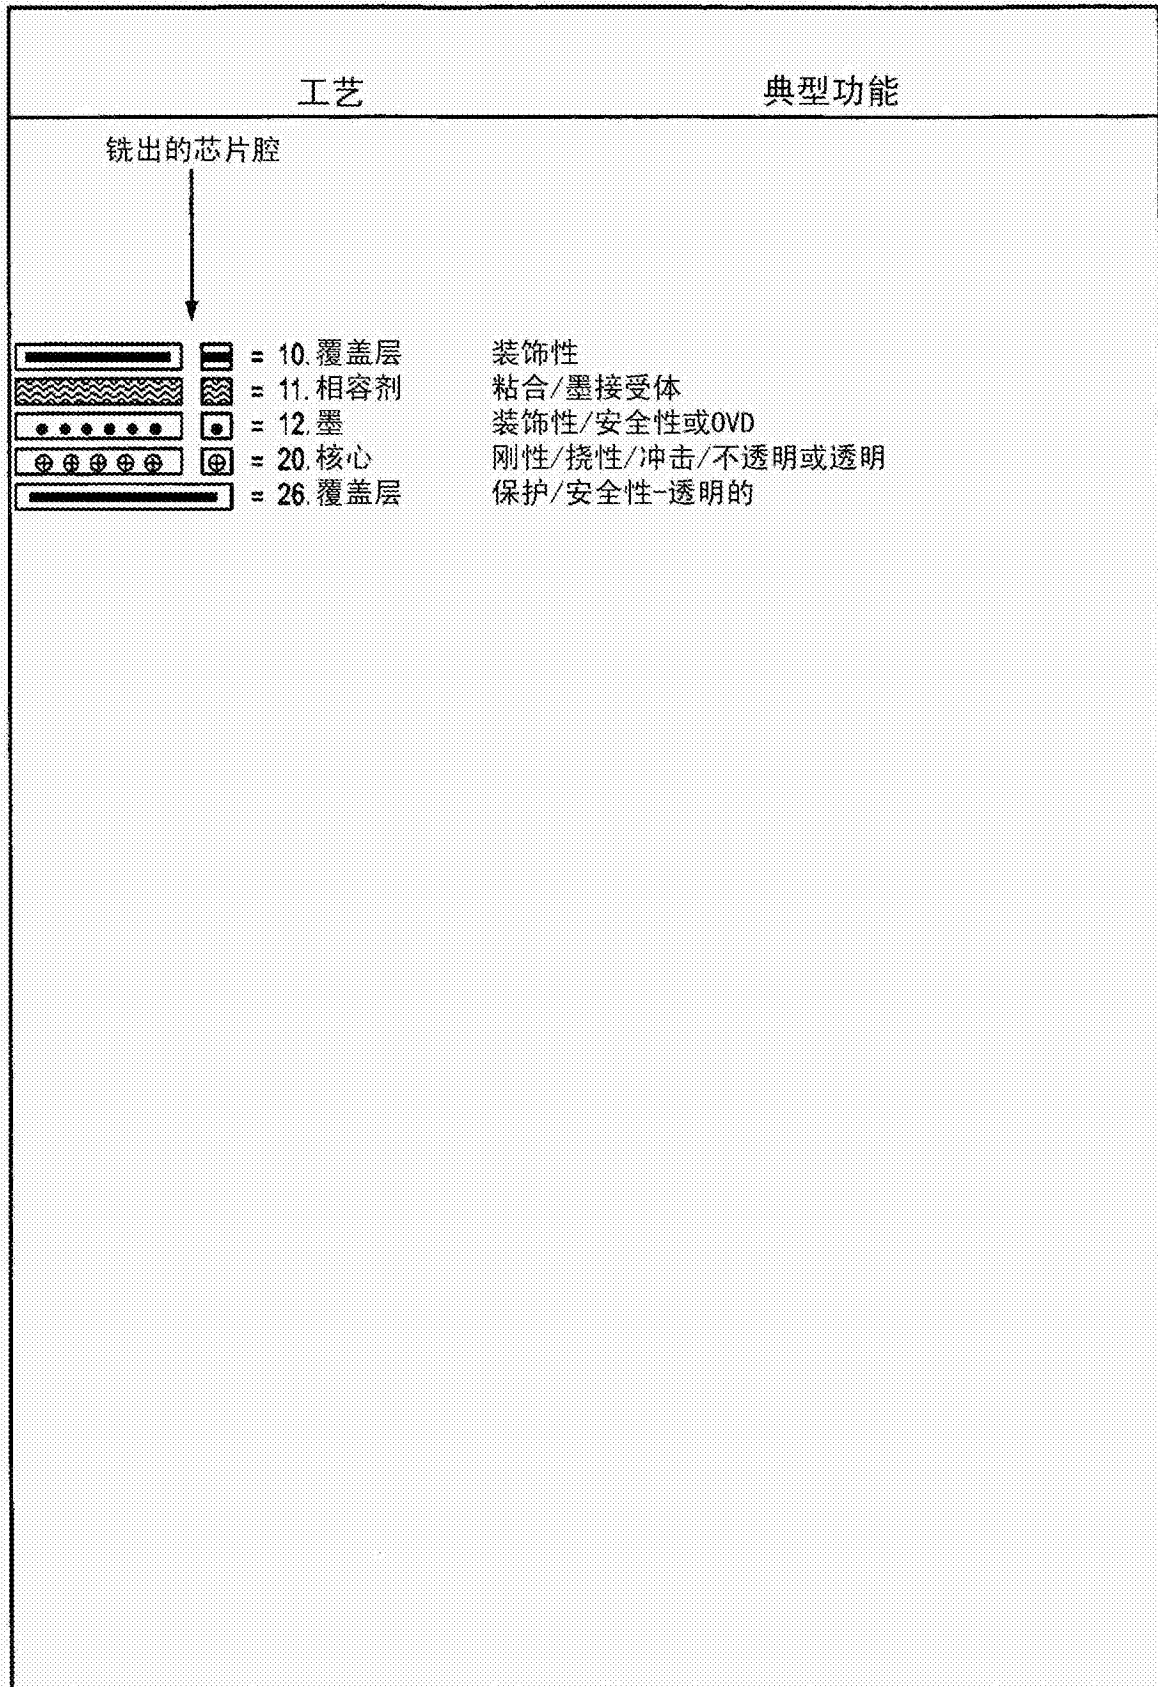 工艺 典型功能
铣出的芯片腔
= 10.覆盖层 装饰性
= 11.相容剂 粘合/墨接受体
= 12.墨 装饰性/安全性或OVD
= 20.核心 刚性/挠性/冲击/不透明或透明
= 26.覆盖层 保护/安全性-透明的